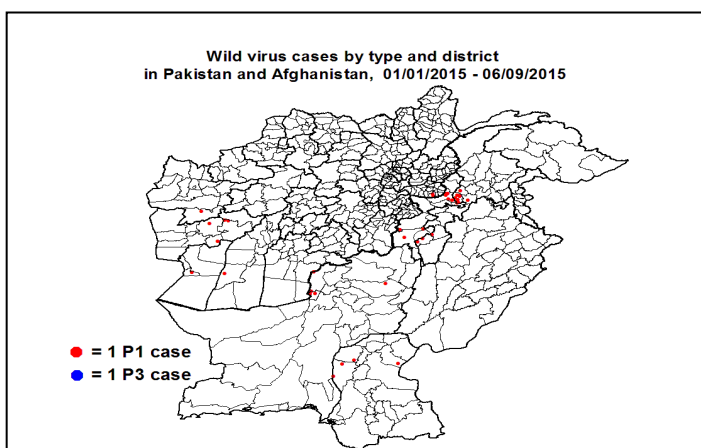 Wild virus cases by type and district
in Pakistan and Afghanistan, 01/01/2015 - 06/09/2015
= 1 P1 case
= 1 P3 case